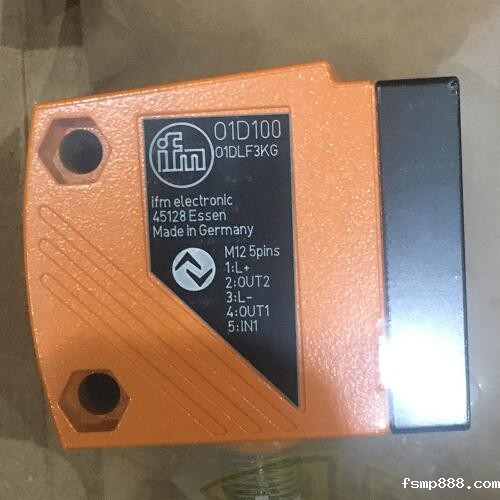 ifm
O1D100
O1DLF3KG
ifm electronic
45128 Essen
Made in Germany
M12 5pins
1:L+
2:OUT2
3:L-
4:OUT1
5:IN1
fsmp888.com